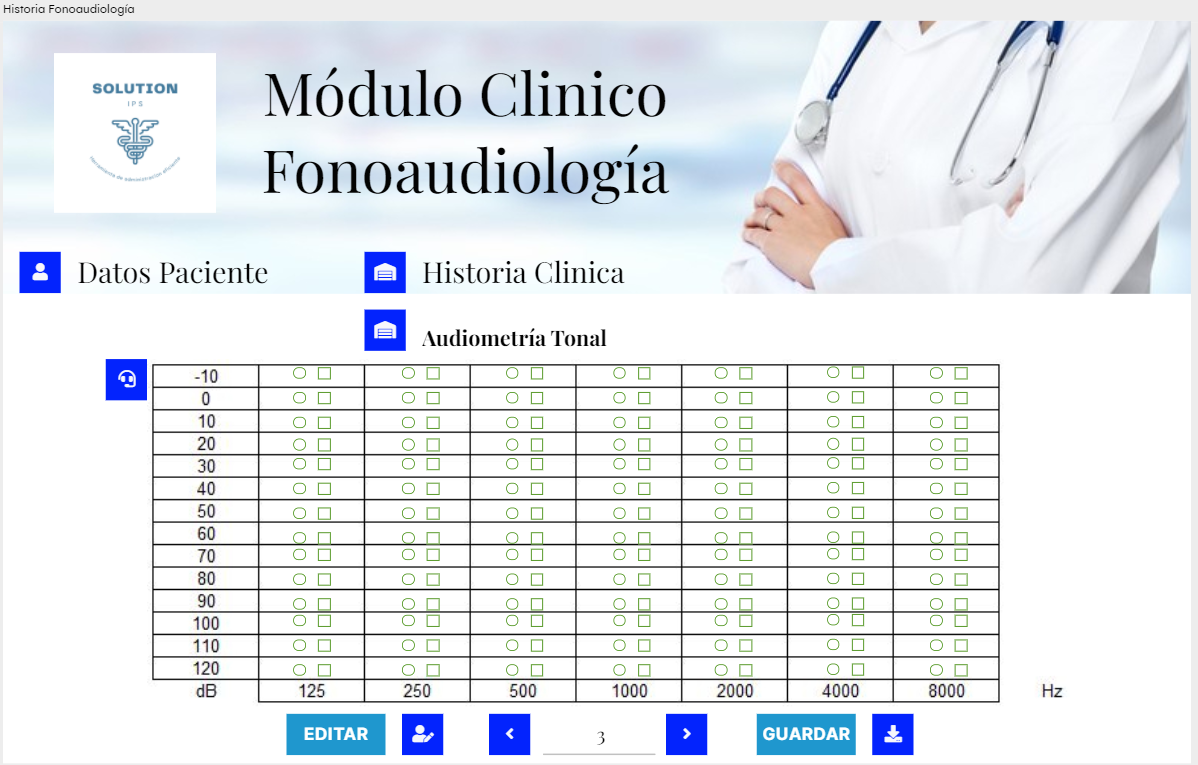 Historia Fonoaudiología
SOLUTION
IPS
Módulo Clinico
Fonoaudiología
Datos Paciente
Historia Clinica
Audiometría Tonal
-10
0
10
20
30
40
50
60
70
80
90
100
110
120
dB 125 250 500 1000 2000 4000 8000 Hz
EDITAR 3 GUARDAR